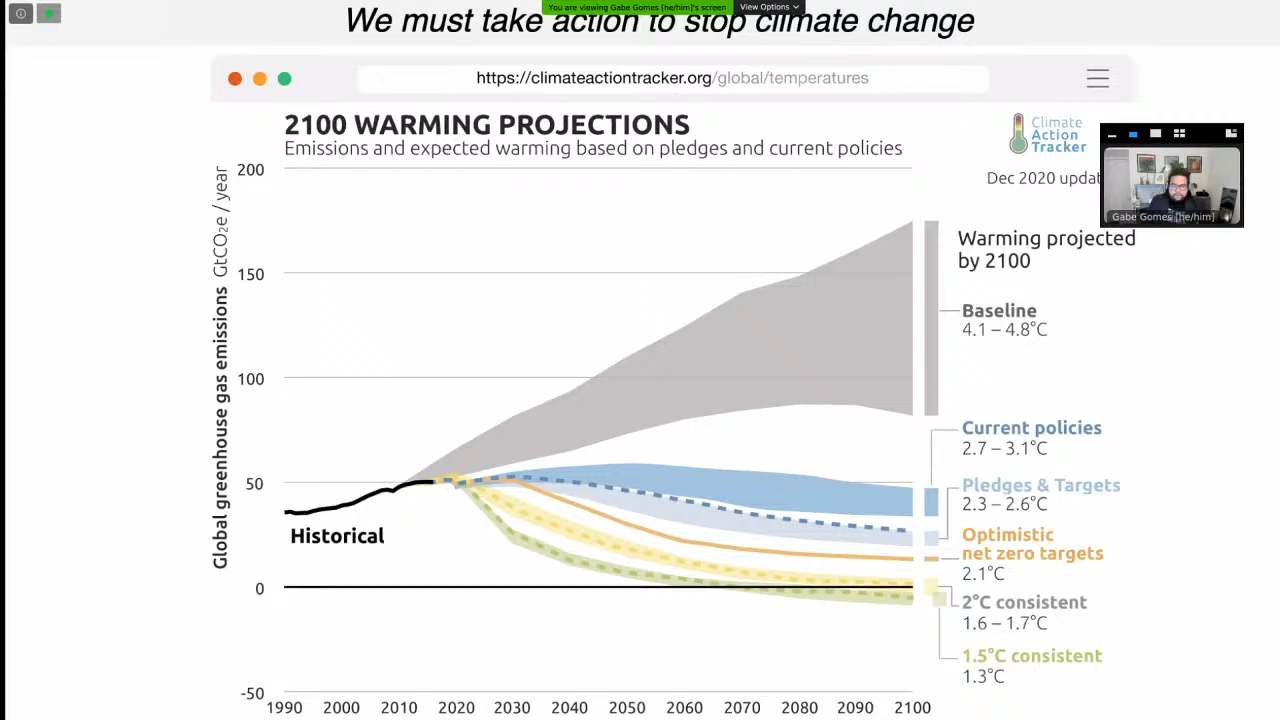 You are viewing Gabe Gomes [he/him]'s screen
View Options
We must take action to stop climate change
https://climateactiontracker.org/global/temperatures
2100 WARMING PROJECTIONS
Emissions and expected warming based on pledges and current policies
Climate
Action
Tracker
Dec 2020 updat
Gabe Gomes [he/him]
Global greenhouse gas emissions GtCO₂e / year
200
150
100
50
0
-50
Historical
Warming projected
by 2100
Baseline
4.1 – 4.8°C
Current policies
2.7 – 3.1°C
Pledges & Targets
2.3 – 2.6°C
Optimistic
net zero targets
2.1°C
2°C consistent
1.6 – 1.7°C
1.5°C consistent
1.3°C
1990 2000 2010 2020 2030 2040 2050 2060 2070 2080 2090 2100